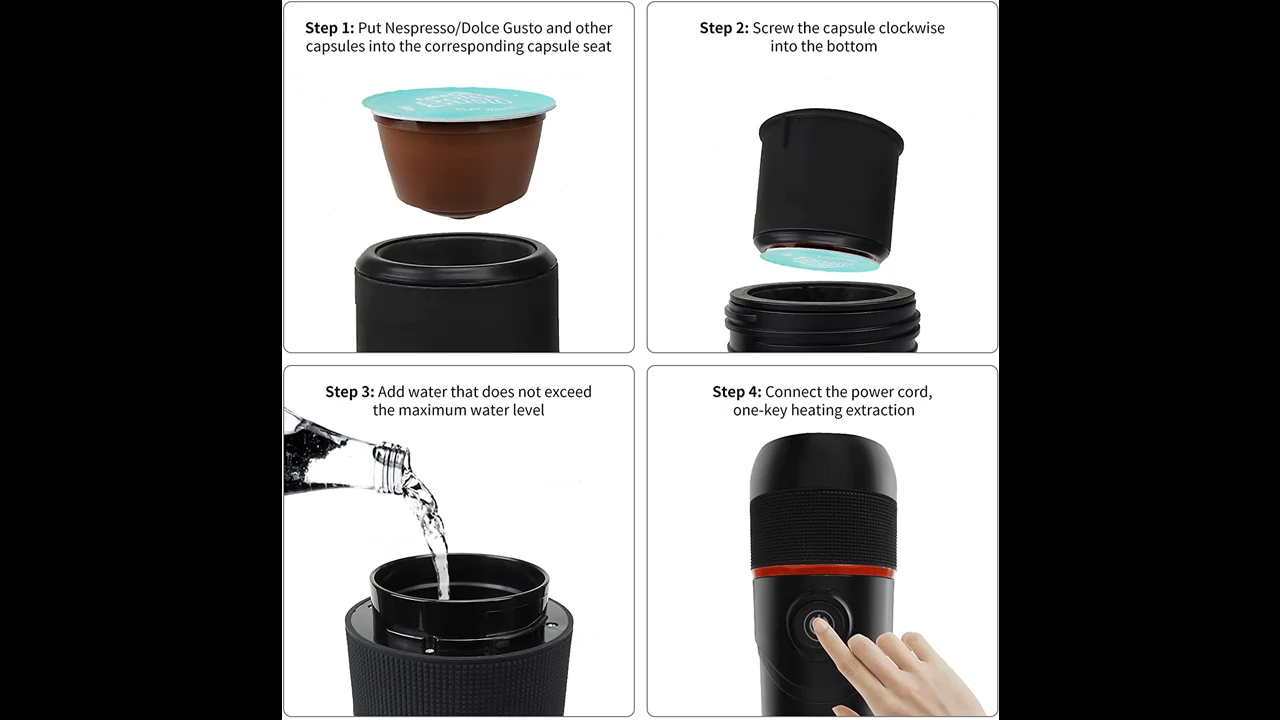 Step 1: Put Nespresso/Dolce Gusto and other
capsules into the corresponding capsule seat
Step 2: Screw the capsule clockwise
into the bottom
Step 3: Add water that does not exceed
the maximum water level
Step 4: Connect the power cord,
one-key heating extraction